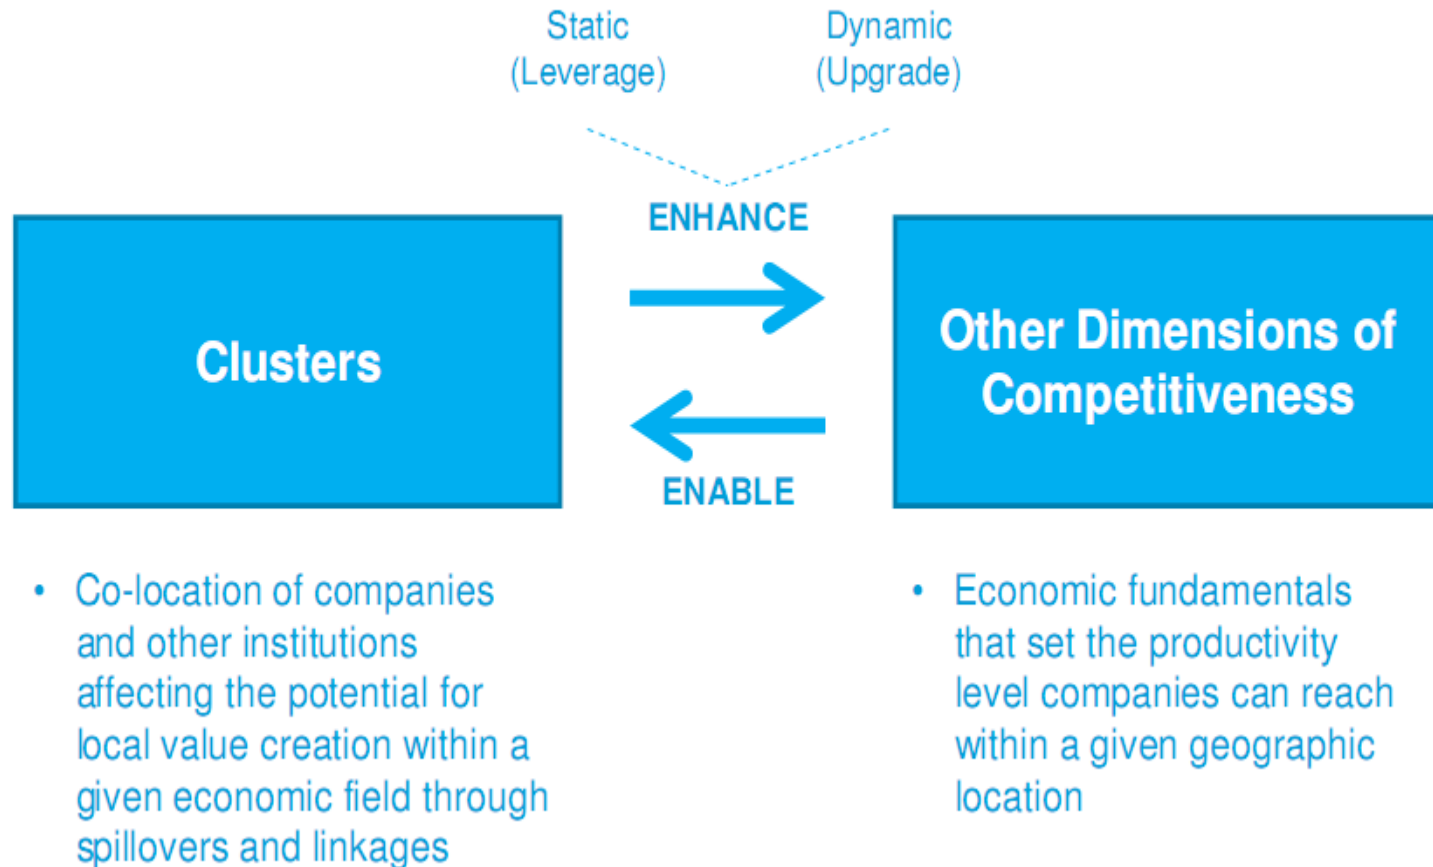 Static
(Leverage)
Dynamic
(Upgrade)
ENHANCE
Clusters
Other Dimensions of
Competitiveness
ENABLE
• Co-location of companies
and other institutions
affecting the potential for
local value creation within a
given economic field through
spillovers and linkages
• Economic fundamentals
that set the productivity
level companies can reach
within a given geographic
location